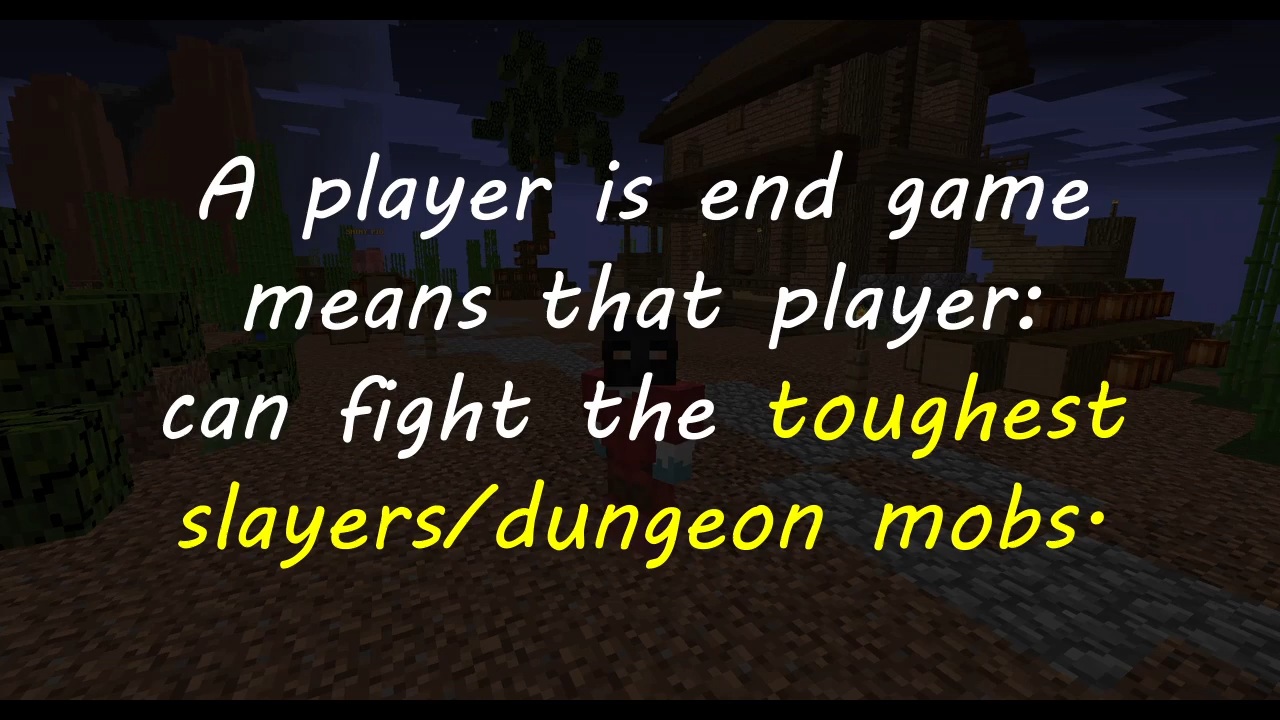 A player is end game
means that player:
can fight the toughest
slayers/dungeon mobs.